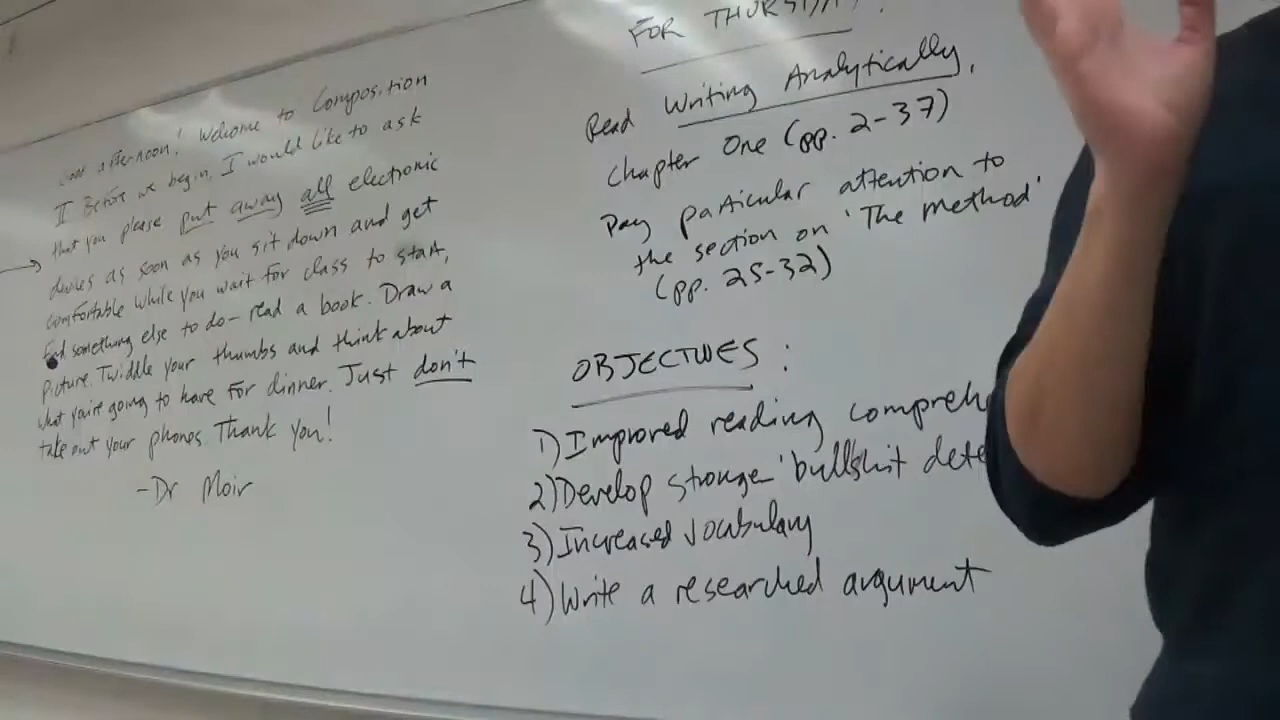 Good afternoon! Welcome to Composition
II Before we begin, I would like to ask
that you please put away all electronic
devices as soon as you sit down and get
comfortable while you wait for class to start,
Find something else to do - read a book. Draw a
picture. Twiddle your thumbs and think about
what you're going to have for dinner. Just don't
take out your phones. Thank you!
-Dr Moir
FOR THURSDAY:
Read Writing Analytically,
Chapter One (pp. 2-37)
Pay particular attention to
the section on 'The Method'
(pp. 25-32)
OBJECTIVES:
1) Improved reading compreh
2) Develop stronger 'bullshit dete
3) Increased vocabulary
4) Write a researched argument